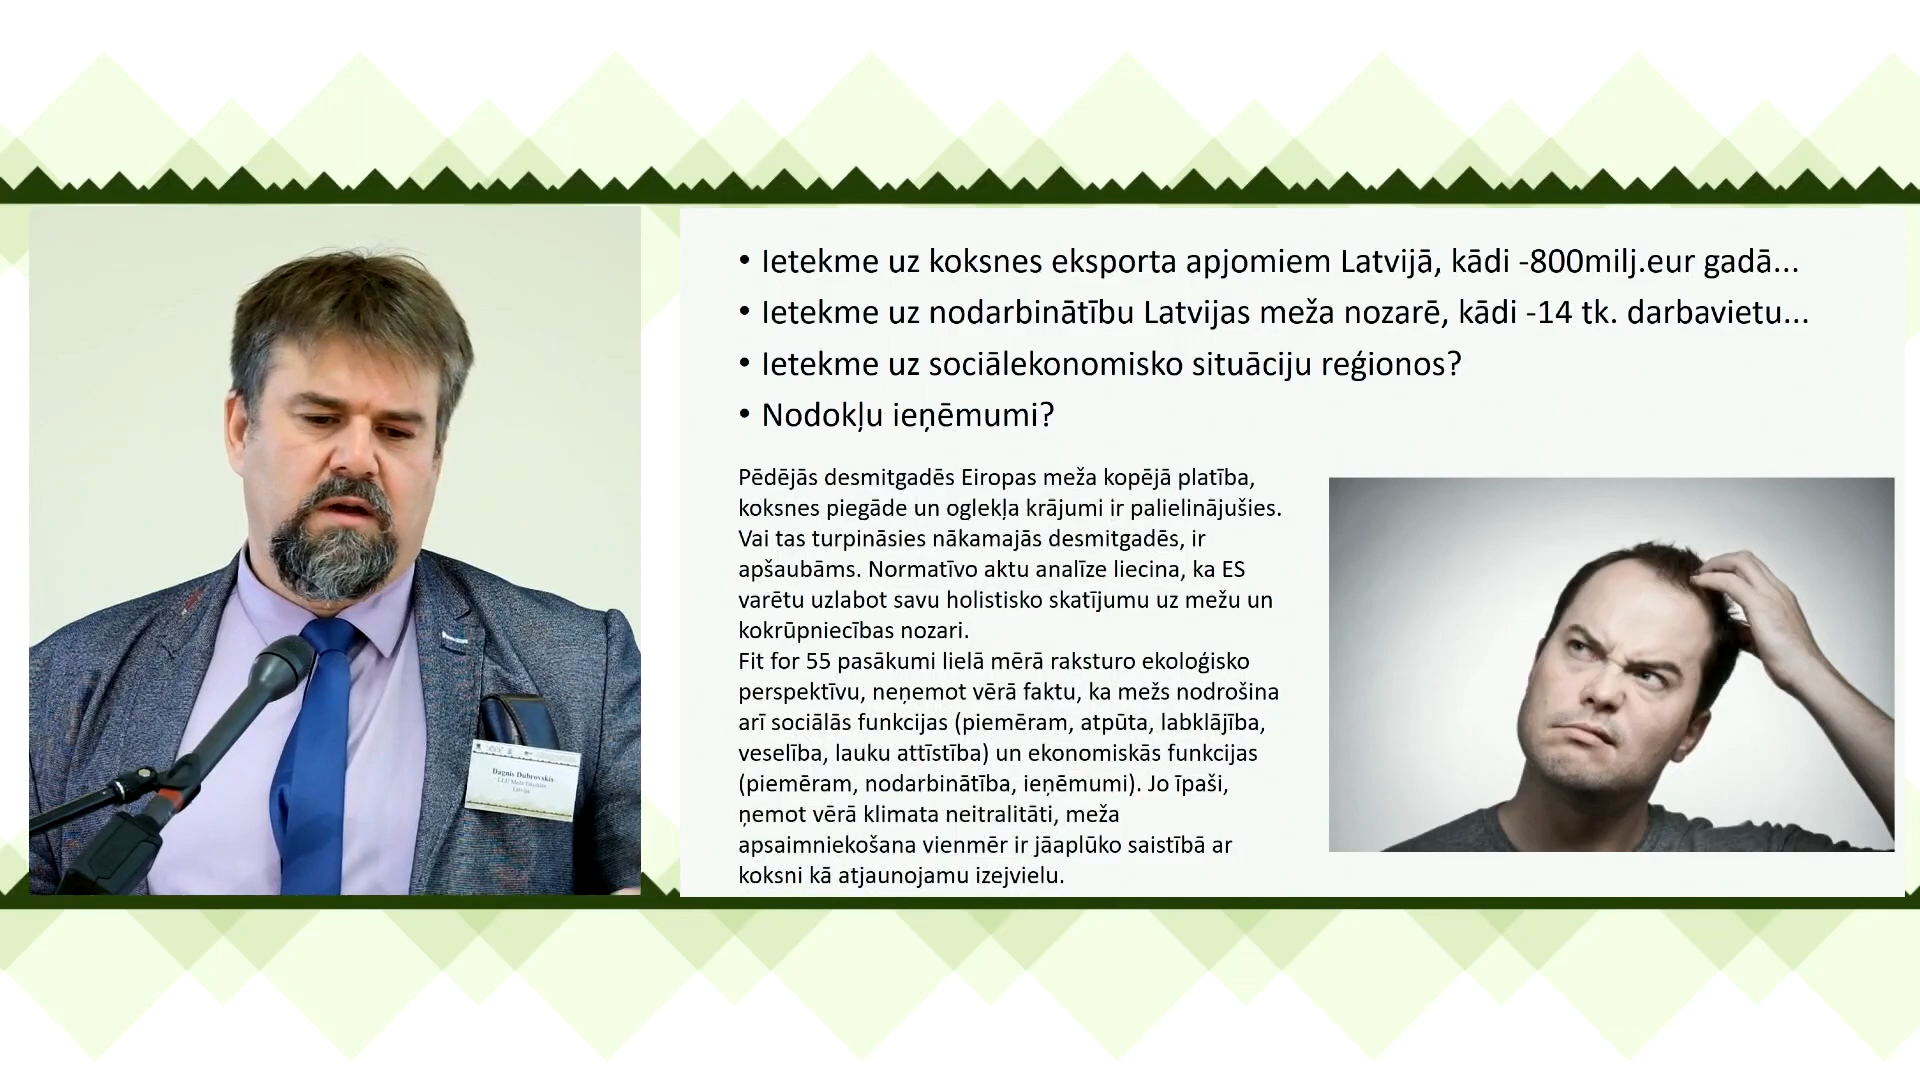 • Ietekme uz koksnes eksporta apjomiem Latvijā, kādi -800milj.eur gadā...
• Ietekme uz nodarbinātību Latvijas meža nozarē, kādi -14 tk. darbavietu...
• Ietekme uz sociālekonomisko situāciju reģionos?
• Nodokļu ieņēmumi?
Pēdējās desmitgadēs Eiropas meža kopējā platība,
koksnes piegāde un oglekļa krājumi ir palielinājušies.
Vai tas turpināsies nākamajās desmitgadēs, ir
apšaubāms. Normatīvo aktu analīze liecina, ka ES
varētu uzlabot savu holistisko skatījumu uz mežu un
kokrūpniecības nozari.
Fit for 55 pasākumi lielā mērā raksturo ekoloģisko
perspektīvu, neņemot vērā faktu, ka mežs nodrošina
arī sociālās funkcijas (piemēram, atpūta, labklājība,
veselība, lauku attīstība) un ekonomiskās funkcijas
(piemēram, nodarbinātība, ieņēmumi). Jo īpaši,
ņemot vērā klimata neitralitāti, meža
apsaimniekošana vienmēr ir jāaplūko saistībā ar
koksni kā atjaunojamu izejvielu.
Dagnis Dubrovskis
LLU Meža fakultāte
Latvija